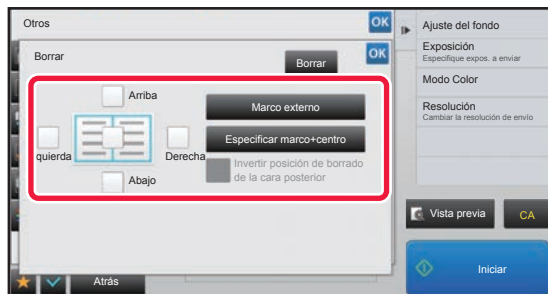 Otros
OK
Borrar
Borrar
OK
Arriba
quierda
Derecha
Abajo
Marco externo
Especificar marco+centro
Invertir posición de borrado
de la cara posterior
Atrás
Ajuste del fondo
Exposición
Especifique expos. a enviar
Modo Color
Resolución
Cambiar la resolución de envío
Vista previa
CA
Iniciar